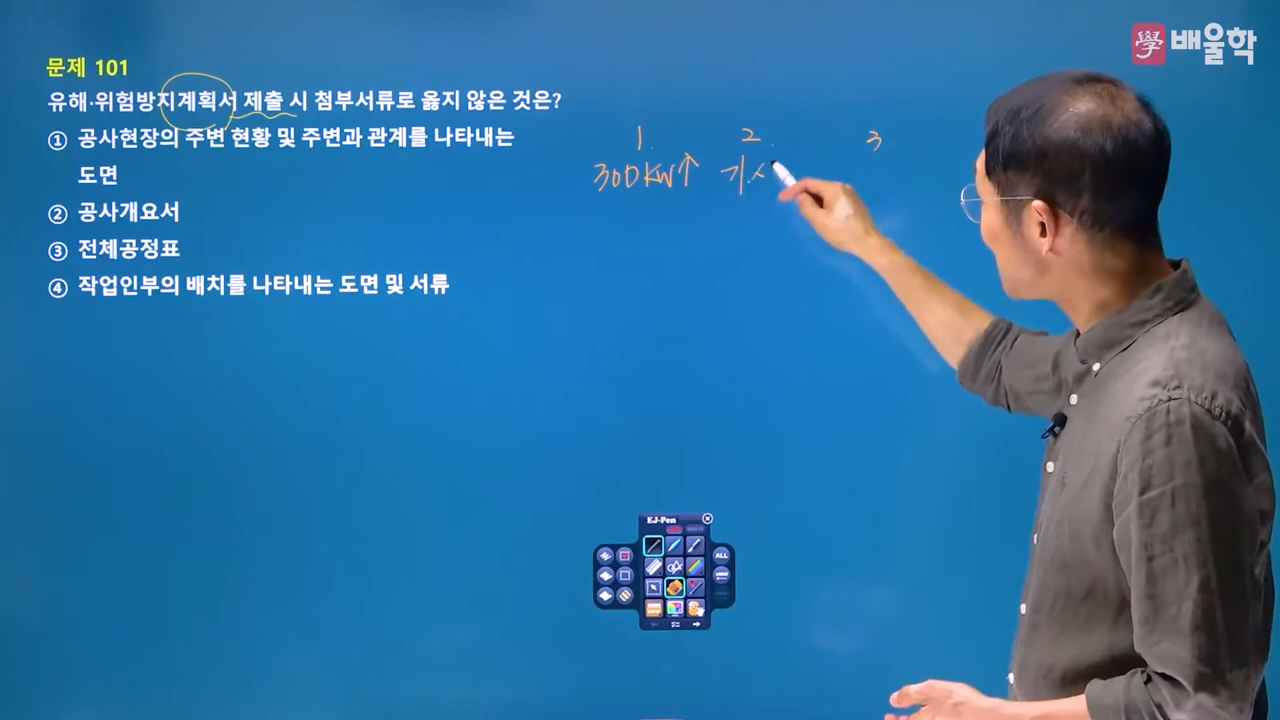 學 배울학
문제 101
유해·위험방지계획서 제출 시 첨부서류로 옳지 않은 것은?
① 공사현장의 주변 현황 및 주변과 관계를 나타내는
도면
② 공사개요서
③ 전체공정표
④ 작업인부의 배치를 나타내는 도면 및 서류
1. 2. 3.
300KW↑ 기.ㅅ
EJ-Pen
ALL